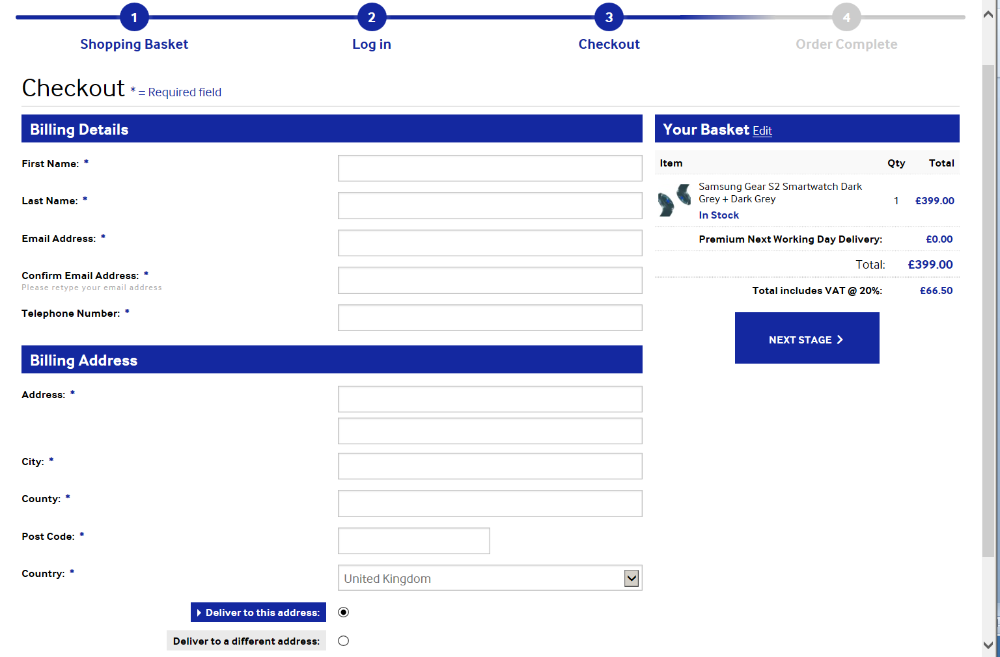 1
2
3
4
Shopping Basket
Log in
Checkout
Order Complete
Checkout * = Required field
Billing Details
First Name: *
Last Name: *
Email Address: *
Confirm Email Address: *
Please retype your email address
Telephone Number: *
Billing Address
Address: *
City: *
County: *
Post Code: *
Country: *
United Kingdom
Deliver to this address:
Deliver to a different address:
Your Basket Edit
Item Qty Total
Samsung Gear S2 Smartwatch Dark
Grey + Dark Grey
In Stock
1 £399.00
Premium Next Working Day Delivery: £0.00
Total: £399.00
Total includes VAT @ 20%: £66.50
NEXT STAGE